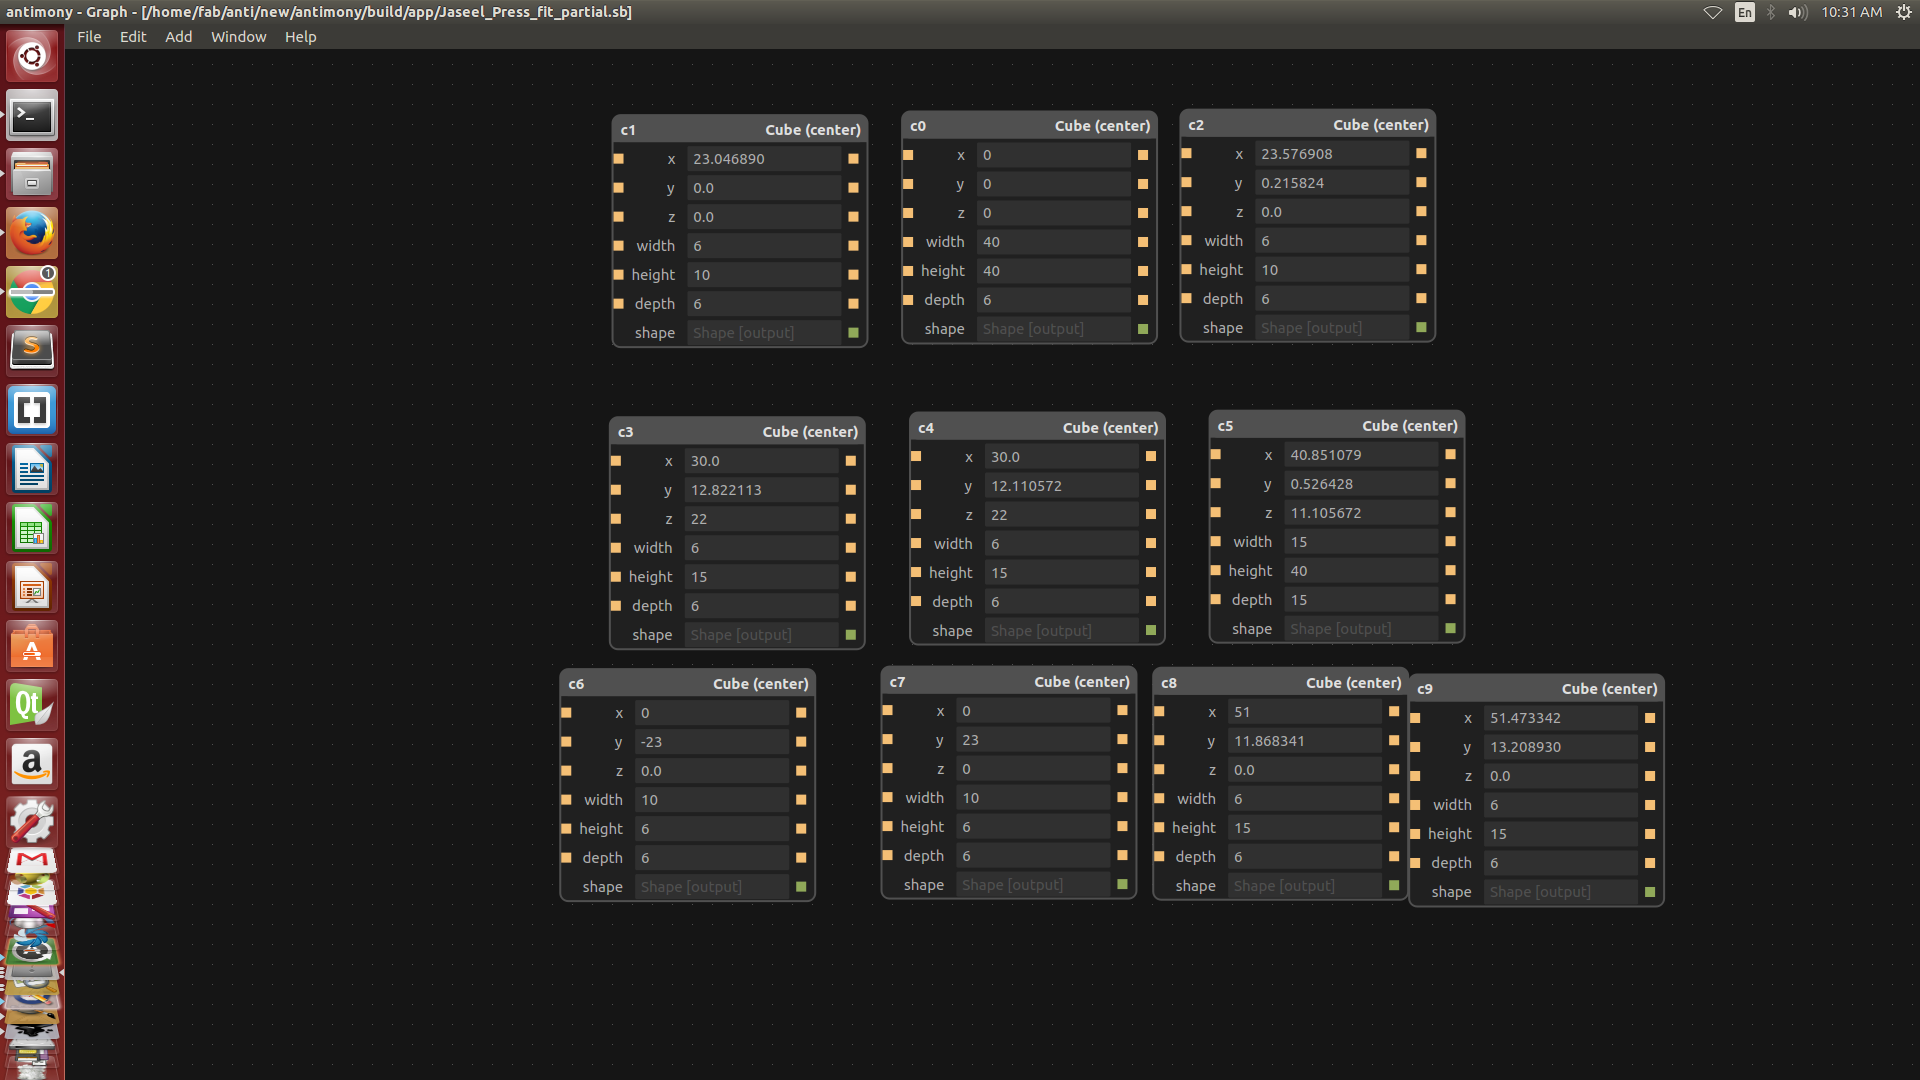 antimony - Graph - [/home/fab/anti/new/antimony/build/app/Jaseel_Press_fit_partial.sb]
En
10:31 AM
File Edit Add Window Help
c1 Cube (center)
x 23.046890
y 0.0
z 0.0
width 6
height 10
depth 6
shape Shape [output]
c0 Cube (center)
x 0
y 0
z 0
width 40
height 40
depth 6
shape Shape [output]
c2 Cube (center)
x 23.576908
y 0.215824
z 0.0
width 6
height 10
depth 6
shape Shape [output]
c3 Cube (center)
x 30.0
y 12.822113
z 22
width 6
height 15
depth 6
shape Shape [output]
c4 Cube (center)
x 30.0
y 12.110572
z 22
width 6
height 15
depth 6
shape Shape [output]
c5 Cube (center)
x 40.851079
y 0.526428
z 11.105672
width 15
height 40
depth 15
shape Shape [output]
c6 Cube (center)
x 0
y -23
z 0.0
width 10
height 6
depth 6
shape Shape [output]
c7 Cube (center)
x 0
y 23
z 0
width 10
height 6
depth 6
shape Shape [output]
c8 Cube (center)
x 51
y 11.868341
z 0.0
width 6
height 15
depth 6
shape Shape [output]
c9 Cube (center)
x 51.473342
y 13.208930
z 0.0
width 6
height 15
depth 6
shape Shape [output]
>_
1
S
A
Qt
a